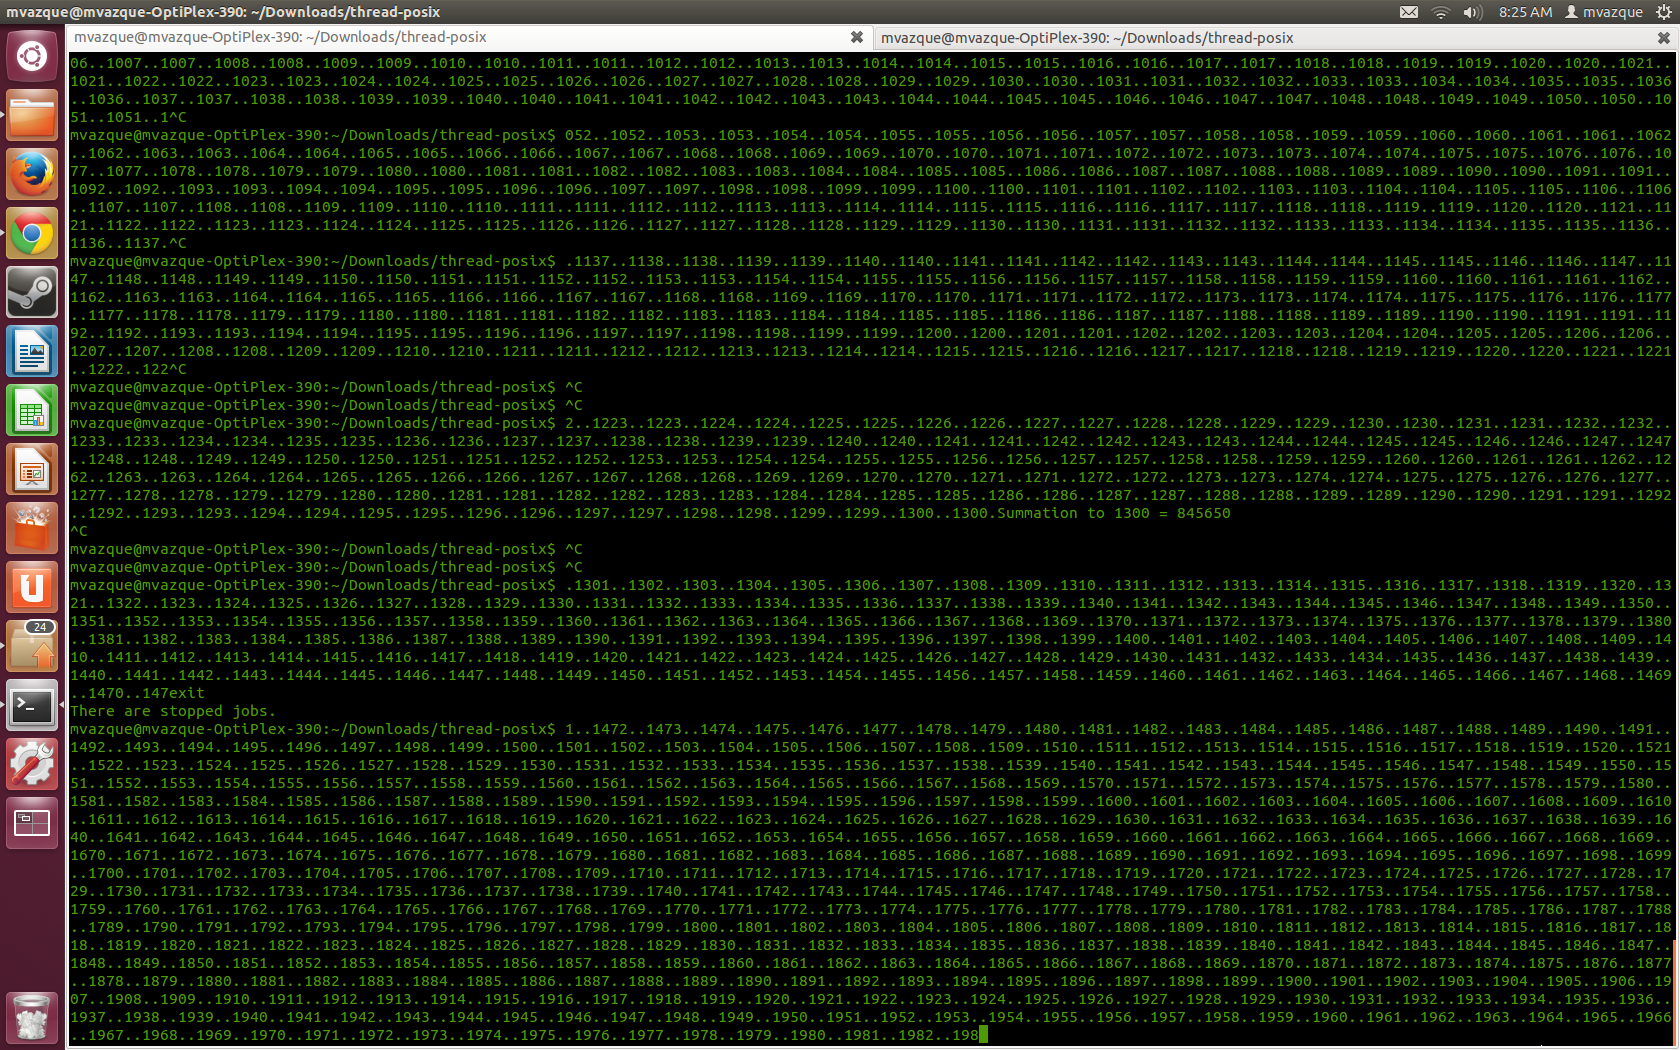 mvazque@mvazque-OptiPlex-390: ~/Downloads/thread-posix
8:25 AM mvazque
mvazque@mvazque-OptiPlex-390: ~/Downloads/thread-posix
mvazque@mvazque-OptiPlex-390: ~/Downloads/thread-posix
06..1007..1007..1008..1008..1009..1009..1010..1010..1011..1011..1012..1012..1013..1013..1014..1014..1015..1015..1016..1016..1017..1017..1018..1018..1019..1019..1020..1020..1021..
1021..1022..1022..1023..1023..1024..1024..1025..1025..1026..1026..1027..1027..1028..1028..1029..1029..1030..1030..1031..1031..1032..1032..1033..1033..1034..1034..1035..1035..1036
..1036..1037..1037..1038..1038..1039..1039..1040..1040..1041..1041..1042..1042..1043..1043..1044..1044..1045..1045..1046..1046..1047..1047..1048..1048..1049..1049..1050..1050..10
51..1051..1^C
mvazque@mvazque-OptiPlex-390:~/Downloads/thread-posix$ 052..1052..1053..1053..1054..1054..1055..1055..1056..1056..1057..1057..1058..1058..1059..1059..1060..1060..1061..1061..1062
..1062..1063..1063..1064..1064..1065..1065..1066..1066..1067..1067..1068..1068..1069..1069..1070..1070..1071..1071..1072..1072..1073..1073..1074..1074..1075..1075..1076..1076..10
77..1077..1078..1078..1079..1079..1080..1080..1081..1081..1082..1082..1083..1083..1084..1084..1085..1085..1086..1086..1087..1087..1088..1088..1089..1089..1090..1090..1091..1091..
1092..1092..1093..1093..1094..1094..1095..1095..1096..1096..1097..1097..1098..1098..1099..1099..1100..1100..1101..1101..1102..1102..1103..1103..1104..1104..1105..1105..1106..1106
..1107..1107..1108..1108..1109..1109..1110..1110..1111..1111..1112..1112..1113..1113..1114..1114..1115..1115..1116..1116..1117..1117..1118..1118..1119..1119..1120..1120..1121..11
21..1122..1122..1123..1123..1124..1124..1125..1125..1126..1126..1127..1127..1128..1128..1129..1129..1130..1130..1131..1131..1132..1132..1133..1133..1134..1134..1135..1135..1136..
1136..1137.^C
mvazque@mvazque-OptiPlex-390:~/Downloads/thread-posix$ .1137..1138..1138..1139..1139..1140..1140..1141..1141..1142..1142..1143..1143..1144..1144..1145..1145..1146..1146..1147..11
47..1148..1148..1149..1149..1150..1150..1151..1151..1152..1152..1153..1153..1154..1154..1155..1155..1156..1156..1157..1157..1158..1158..1159..1159..1160..1160..1161..1161..1162..
1162..1163..1163..1164..1164..1165..1165..1166..1166..1167..1167..1168..1168..1169..1169..1170..1170..1171..1171..1172..1172..1173..1173..1174..1174..1175..1175..1176..1176..1177
..1177..1178..1178..1179..1179..1180..1180..1181..1181..1182..1182..1183..1183..1184..1184..1185..1185..1186..1186..1187..1187..1188..1188..1189..1189..1190..1190..1191..1191..11
92..1192..1193..1193..1194..1194..1195..1195..1196..1196..1197..1197..1198..1198..1199..1199..1200..1200..1201..1201..1202..1202..1203..1203..1204..1204..1205..1205..1206..1206..
1207..1207..1208..1208..1209..1209..1210..1210..1211..1211..1212..1212..1213..1213..1214..1214..1215..1215..1216..1216..1217..1217..1218..1218..1219..1219..1220..1220..1221..1221
..1222..122^C
mvazque@mvazque-OptiPlex-390:~/Downloads/thread-posix$ ^C
mvazque@mvazque-OptiPlex-390:~/Downloads/thread-posix$ ^C
mvazque@mvazque-OptiPlex-390:~/Downloads/thread-posix$ 2..1223..1223..1224..1224..1225..1225..1226..1226..1227..1227..1228..1228..1229..1229..1230..1230..1231..1231..1232..1232..
1233..1233..1234..1234..1235..1235..1236..1236..1237..1237..1238..1238..1239..1239..1240..1240..1241..1241..1242..1242..1243..1243..1244..1244..1245..1245..1246..1246..1247..1247
..1248..1248..1249..1249..1250..1250..1251..1251..1252..1252..1253..1253..1254..1254..1255..1255..1256..1256..1257..1257..1258..1258..1259..1259..1260..1260..1261..1261..1262..12
62..1263..1263..1264..1264..1265..1265..1266..1266..1267..1267..1268..1268..1269..1269..1270..1270..1271..1271..1272..1272..1273..1273..1274..1274..1275..1275..1276..1276..1277..
1277..1278..1278..1279..1279..1280..1280..1281..1281..1282..1282..1283..1283..1284..1284..1285..1285..1286..1286..1287..1287..1288..1288..1289..1289..1290..1290..1291..1291..1292
..1292..1293..1293..1294..1294..1295..1295..1296..1296..1297..1297..1298..1298..1299..1299..1300..1300.Summation to 1300 = 845650
^C
mvazque@mvazque-OptiPlex-390:~/Downloads/thread-posix$ ^C
mvazque@mvazque-OptiPlex-390:~/Downloads/thread-posix$ ^C
mvazque@mvazque-OptiPlex-390:~/Downloads/thread-posix$ .1301..1302..1303..1304..1305..1306..1307..1308..1309..1310..1311..1312..1313..1314..1315..1316..1317..1318..1319..1320..13
21..1322..1323..1324..1325..1326..1327..1328..1329..1330..1331..1332..1333..1334..1335..1336..1337..1338..1339..1340..1341..1342..1343..1344..1345..1346..1347..1348..1349..1350..
1351..1352..1353..1354..1355..1356..1357..1358..1359..1360..1361..1362..1363..1364..1365..1366..1367..1368..1369..1370..1371..1372..1373..1374..1375..1376..1377..1378..1379..1380
..1381..1382..1383..1384..1385..1386..1387..1388..1389..1390..1391..1392..1393..1394..1395..1396..1397..1398..1399..1400..1401..1402..1403..1404..1405..1406..1407..1408..1409..14
10..1411..1412..1413..1414..1415..1416..1417..1418..1419..1420..1421..1422..1423..1424..1425..1426..1427..1428..1429..1430..1431..1432..1433..1434..1435..1436..1437..1438..1439..
1440..1441..1442..1443..1444..1445..1446..1447..1448..1449..1450..1451..1452..1453..1454..1455..1456..1457..1458..1459..1460..1461..1462..1463..1464..1465..1466..1467..1468..1469
..1470..147exit
There are stopped jobs.
mvazque@mvazque-OptiPlex-390:~/Downloads/thread-posix$ 1..1472..1473..1474..1475..1476..1477..1478..1479..1480..1481..1482..1483..1484..1485..1486..1487..1488..1489..1490..1491..
1492..1493..1494..1495..1496..1497..1498..1499..1500..1501..1502..1503..1504..1505..1506..1507..1508..1509..1510..1511..1512..1513..1514..1515..1516..1517..1518..1519..1520..1521
..1522..1523..1524..1525..1526..1527..1528..1529..1530..1531..1532..1533..1534..1535..1536..1537..1538..1539..1540..1541..1542..1543..1544..1545..1546..1547..1548..1549..1550..15
51..1552..1553..1554..1555..1556..1557..1558..1559..1560..1561..1562..1563..1564..1565..1566..1567..1568..1569..1570..1571..1572..1573..1574..1575..1576..1577..1578..1579..1580..
1581..1582..1583..1584..1585..1586..1587..1588..1589..1590..1591..1592..1593..1594..1595..1596..1597..1598..1599..1600..1601..1602..1603..1604..1605..1606..1607..1608..1609..1610
..1611..1612..1613..1614..1615..1616..1617..1618..1619..1620..1621..1622..1623..1624..1625..1626..1627..1628..1629..1630..1631..1632..1633..1634..1635..1636..1637..1638..1639..16
40..1641..1642..1643..1644..1645..1646..1647..1648..1649..1650..1651..1652..1653..1654..1655..1656..1657..1658..1659..1660..1661..1662..1663..1664..1665..1666..1667..1668..1669..
1670..1671..1672..1673..1674..1675..1676..1677..1678..1679..1680..1681..1682..1683..1684..1685..1686..1687..1688..1689..1690..1691..1692..1693..1694..1695..1696..1697..1698..1699
..1700..1701..1702..1703..1704..1705..1706..1707..1708..1709..1710..1711..1712..1713..1714..1715..1716..1717..1718..1719..1720..1721..1722..1723..1724..1725..1726..1727..1728..17
29..1730..1731..1732..1733..1734..1735..1736..1737..1738..1739..1740..1741..1742..1743..1744..1745..1746..1747..1748..1749..1750..1751..1752..1753..1754..1755..1756..1757..1758..
1759..1760..1761..1762..1763..1764..1765..1766..1767..1768..1769..1770..1771..1772..1773..1774..1775..1776..1777..1778..1779..1780..1781..1782..1783..1784..1785..1786..1787..1788
..1789..1790..1791..1792..1793..1794..1795..1796..1797..1798..1799..1800..1801..1802..1803..1804..1805..1806..1807..1808..1809..1810..1811..1812..1813..1814..1815..1816..1817..18
18..1819..1820..1821..1822..1823..1824..1825..1826..1827..1828..1829..1830..1831..1832..1833..1834..1835..1836..1837..1838..1839..1840..1841..1842..1843..1844..1845..1846..1847..
1848..1849..1850..1851..1852..1853..1854..1855..1856..1857..1858..1859..1860..1861..1862..1863..1864..1865..1866..1867..1868..1869..1870..1871..1872..1873..1874..1875..1876..1877
..1878..1879..1880..1881..1882..1883..1884..1885..1886..1887..1888..1889..1890..1891..1892..1893..1894..1895..1896..1897..1898..1899..1900..1901..1902..1903..1904..1905..1906..19
07..1908..1909..1910..1911..1912..1913..1914..1915..1916..1917..1918..1919..1920..1921..1922..1923..1924..1925..1926..1927..1928..1929..1930..1931..1932..1933..1934..1935..1936..
1937..1938..1939..1940..1941..1942..1943..1944..1945..1946..1947..1948..1949..1950..1951..1952..1953..1954..1955..1956..1957..1958..1959..1960..1961..1962..1963..1964..1965..1966
..1967..1968..1969..1970..1971..1972..1973..1974..1975..1976..1977..1978..1979..1980..1981..1982..198
24